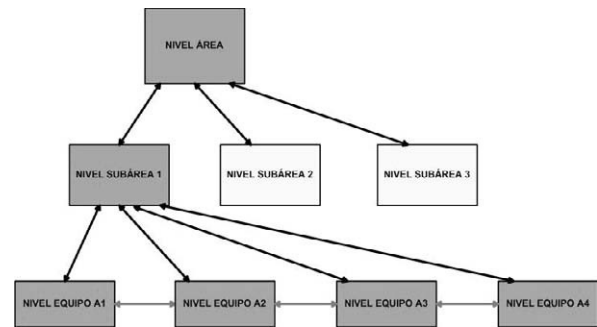 NIVEL ÁREA
NIVEL SUBÁREA 1
NIVEL SUBÁREA 2
NIVEL SUBÁREA 3
NIVEL EQUIPO A1
NIVEL EQUIPO A2
NIVEL EQUIPO A3
NIVEL EQUIPO A4